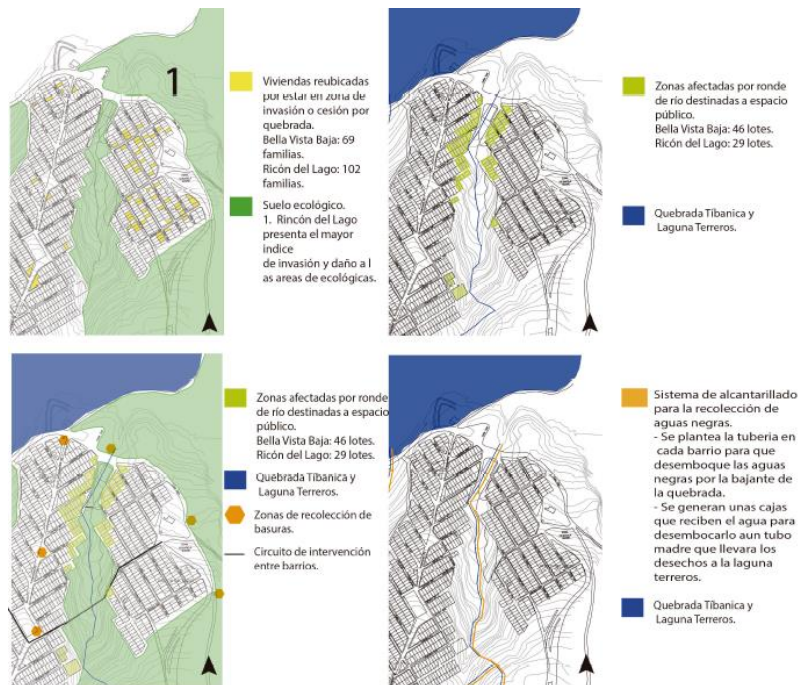 1
Viviendas reubicadas
por estar en zona de
invasión o cesión por
quebrada.
Bella Vista Baja: 69
familias.
Ricón del Lago: 102
familias.
Suelo ecológico.
1. Rincón del Lago
presenta el mayor
índice
de invasión y daño a l
as areas de ecológicas.
Zonas afectadas por ronde
de río destinadas a espacio
público.
Bella Vista Baja: 46 lotes.
Ricón del Lago: 29 lotes.
Quebrada Tíbanica y
Laguna Terreros.
Zonas afectadas por ronde
de río destinadas a espacio
público.
Bella Vista Baja: 46 lotes.
Ricón del Lago: 29 lotes.
Quebrada Tíbanica y
Laguna Terreros.
Zonas de recolección de
basuras.
Circuito de intervención
entre barrios.
Sistema de alcantarillado
para la recolección de
aguas negras.
- Se plantea la tuberia en
cada barrio para que
desemboque las aguas
negras por la bajante de
la quebrada.
- Se generan unas cajas
que reciben el agua para
desembocarlo aun tubo
madre que llevara los
desechos a la laguna
terreros.
Quebrada Tíbanica y
Laguna Terreros.